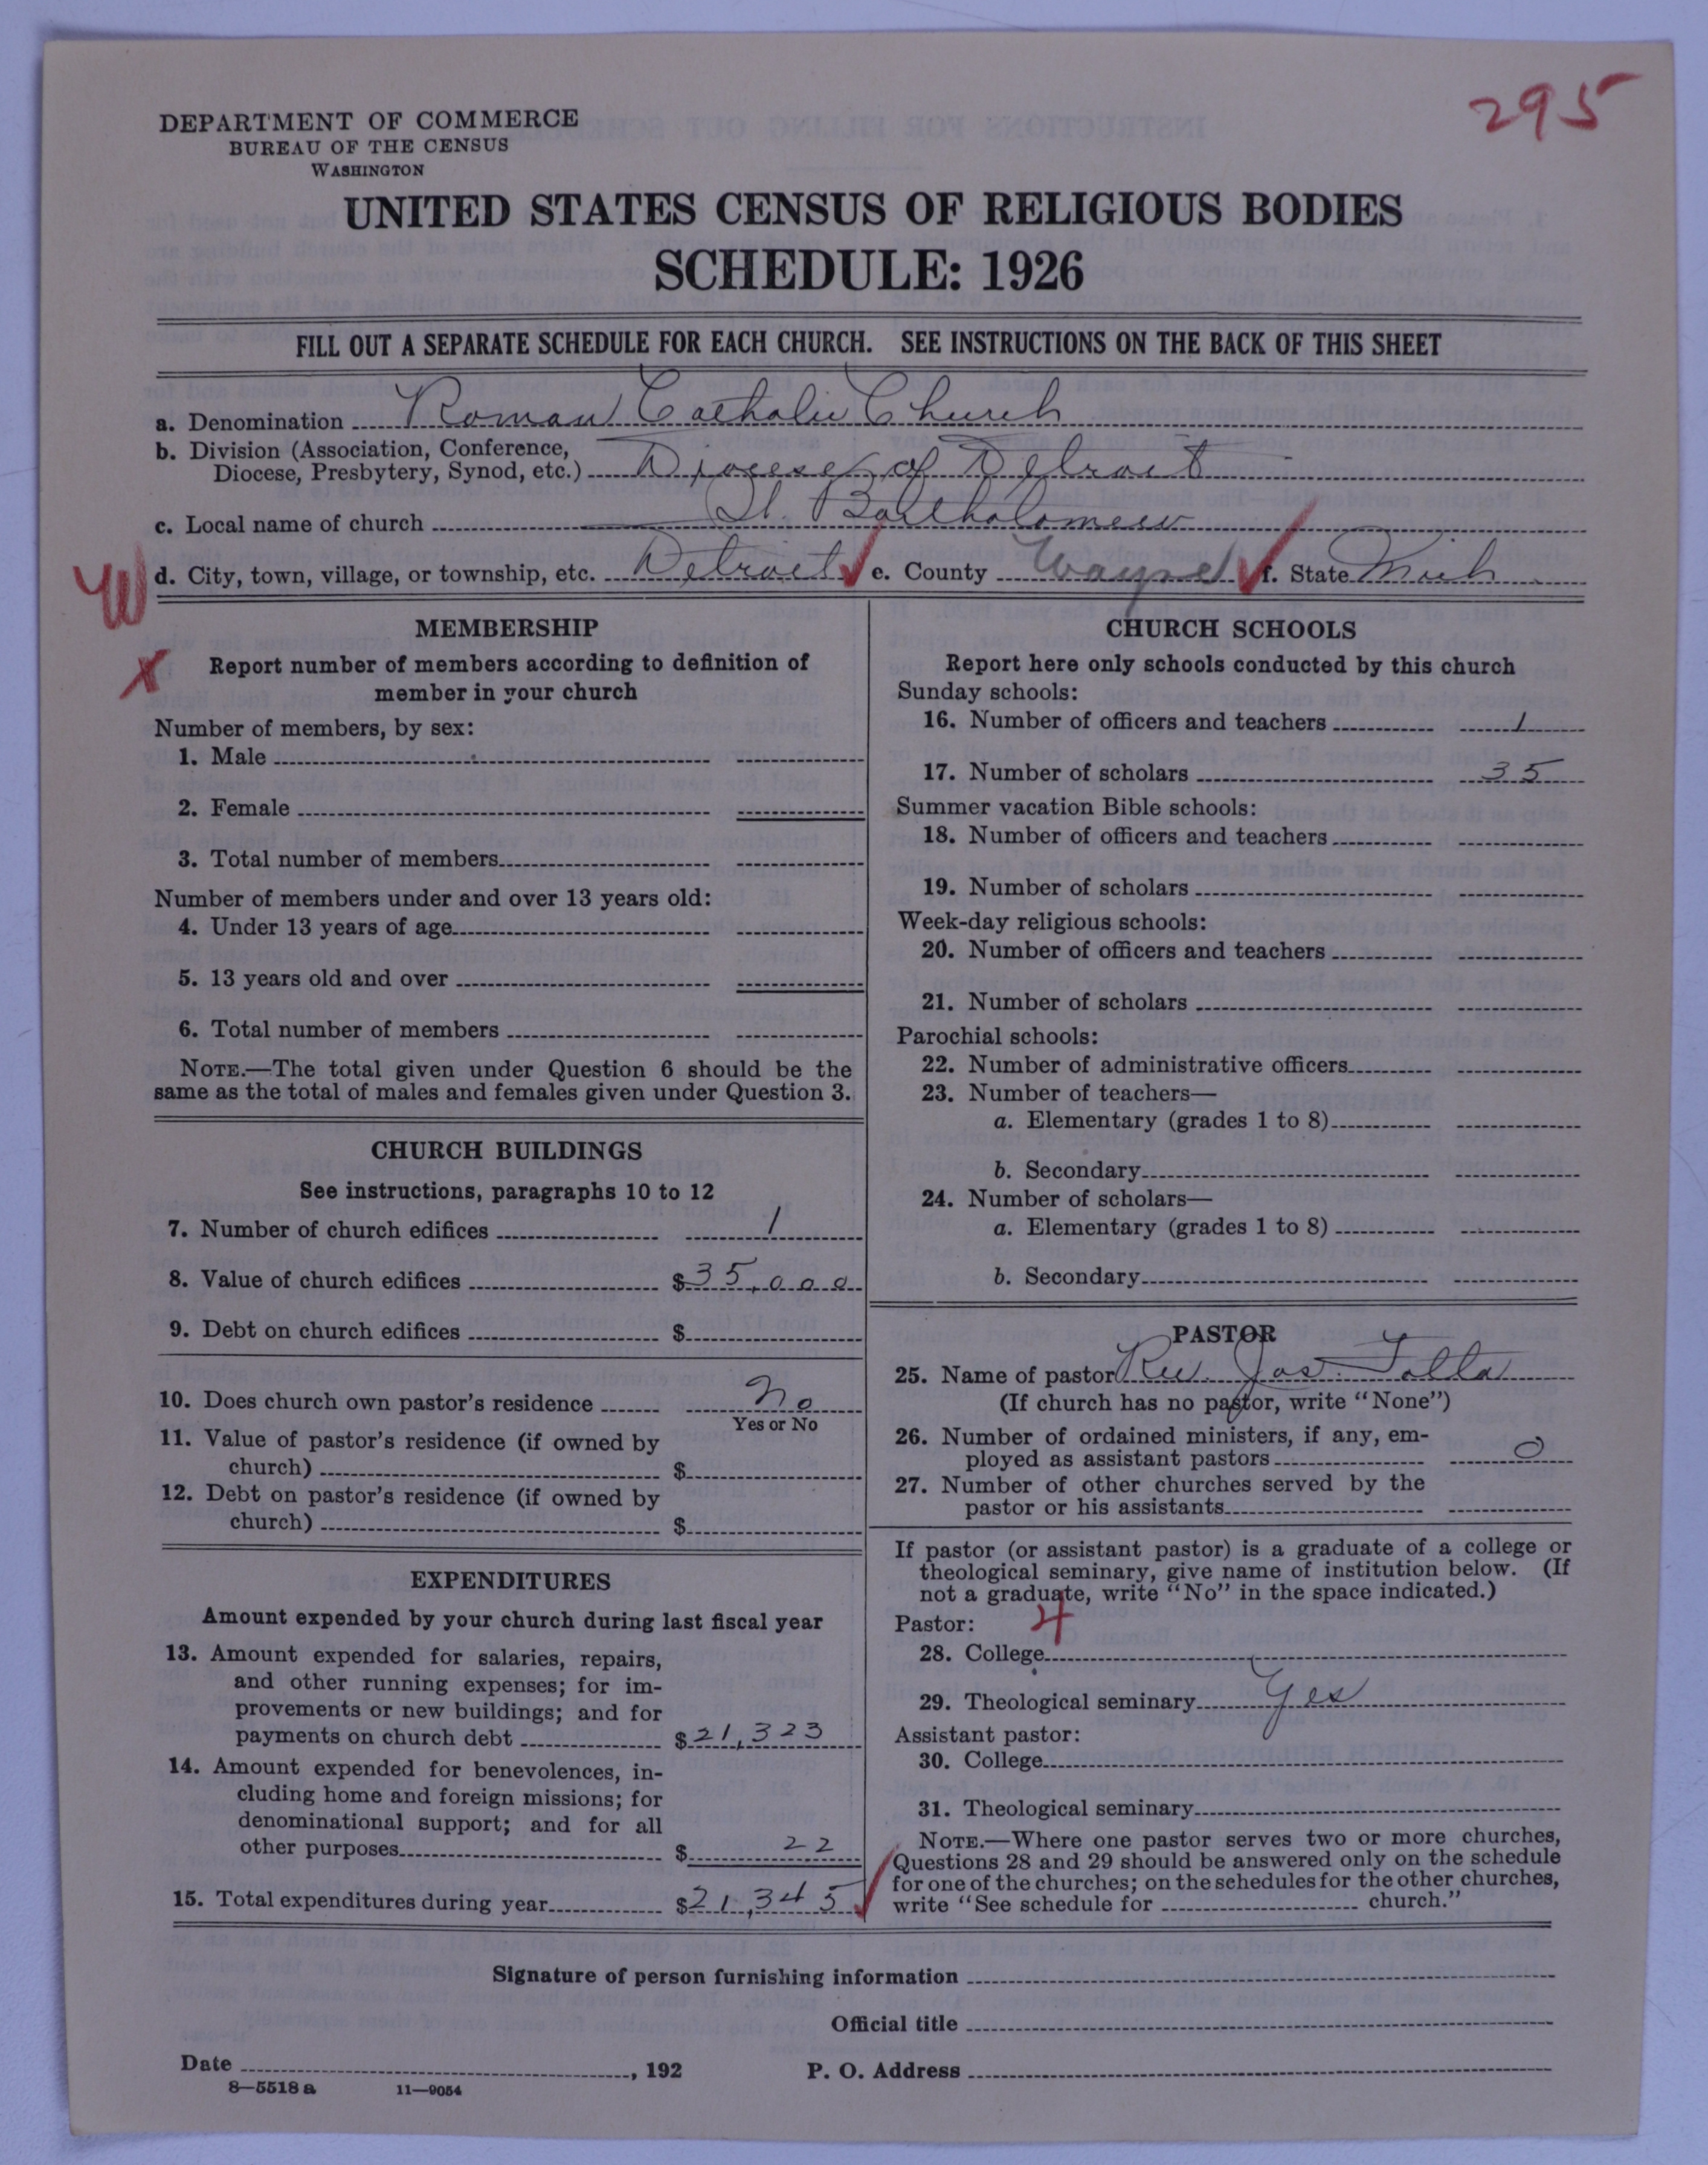 295
DEPARTMENT OF COMMERCE
BUREAU OF THE CENSUS
WASHINGTON
UNITED STATES CENSUS OF RELIGIOUS BODIES
SCHEDULE: 1926
FILL OUT A SEPARATE SCHEDULE FOR EACH CHURCH. SEE INSTRUCTIONS ON THE BACK OF THIS SHEET
a. Denomination Roman Catholic Church
b. Division (Association, Conference,
Diocese, Presbytery, Synod, etc.) Diocese of Detroit
c. Local name of church St. Bartholomew
W d. City, town, village, or township, etc. Detroit ✓ e. County Wayne ✓ f. State Mich.
MEMBERSHIP
X Report number of members according to definition of
member in your church
Number of members, by sex:
1. Male
2. Female
3. Total number of members
Number of members under and over 13 years old:
4. Under 13 years of age
5. 13 years old and over
6. Total number of members
NOTE.—The total given under Question 6 should be the
same as the total of males and females given under Question 3.
CHURCH BUILDINGS
See instructions, paragraphs 10 to 12
7. Number of church edifices 1
8. Value of church edifices $35,000
9. Debt on church edifices $
10. Does church own pastor's residence No
Yes or No
11. Value of pastor's residence (if owned by
church) $
12. Debt on pastor's residence (if owned by
church) $
EXPENDITURES
Amount expended by your church during last fiscal year
13. Amount expended for salaries, repairs,
and other running expenses; for im-
provements or new buildings; and for
payments on church debt $21,323
14. Amount expended for benevolences, in-
cluding home and foreign missions; for
denominational support; and for all
other purposes $ 22
15. Total expenditures during year $21,345 ✓
CHURCH SCHOOLS
Report here only schools conducted by this church
Sunday schools:
16. Number of officers and teachers 1
17. Number of scholars 35
Summer vacation Bible schools:
18. Number of officers and teachers
19. Number of scholars
Week-day religious schools:
20. Number of officers and teachers
21. Number of scholars
Parochial schools:
22. Number of administrative officers
23. Number of teachers—
a. Elementary (grades 1 to 8)
b. Secondary
24. Number of scholars—
a. Elementary (grades 1 to 8)
b. Secondary
PASTOR
25. Name of pastor Rev. Jos.
(If church has no pastor, write "None")
26. Number of ordained ministers, if any, em-
ployed as assistant pastors 0
27. Number of other churches served by the
pastor or his assistants
If pastor (or assistant pastor) is a graduate of a college or
theological seminary, give name of institution below. (If
not a graduate, write "No" in the space indicated.)
Pastor: 4
28. College
29. Theological seminary Yes
Assistant pastor:
30. College
31. Theological seminary
NOTE.—Where one pastor serves two or more churches,
Questions 28 and 29 should be answered only on the schedule
for one of the churches; on the schedules for the other churches,
write "See schedule for church."
Signature of person furnishing information
Official title
Date , 192 P. O. Address
8—5518 a 11—9054